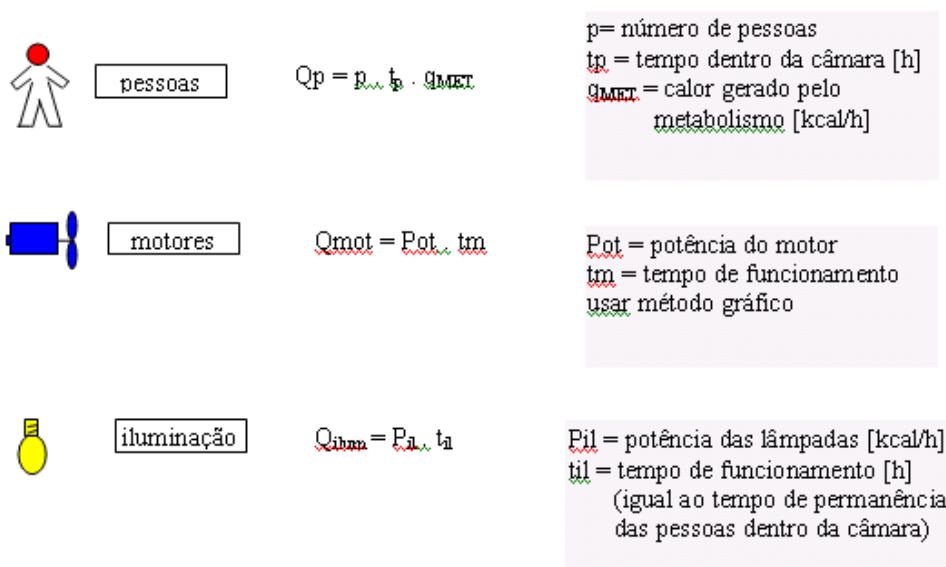 pessoas
Qp = p . tp . qMET
p= número de pessoas
tp = tempo dentro da câmara [h]
qMET = calor gerado pelo
metabolismo [kcal/h]
motores
Qmot = Pot . tm
Pot = potência do motor
tm = tempo de funcionamento
usar método gráfico
iluminação
Qilum = Pil . til
Pil = potência das lâmpadas [kcal/h]
til = tempo de funcionamento [h]
(igual ao tempo de permanência
das pessoas dentro da câmara)